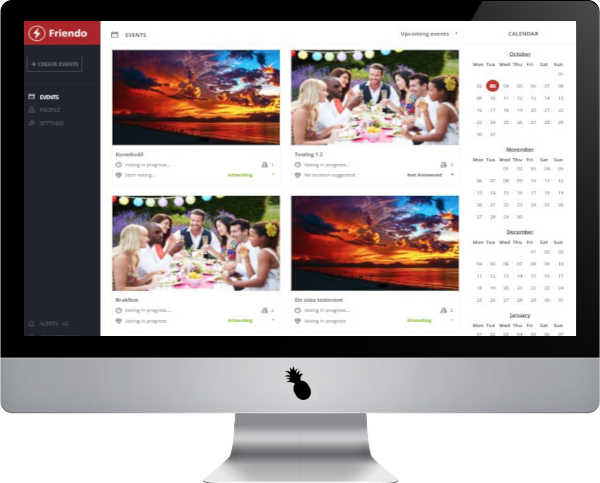 Friendo
+ CREATE EVENTS
EVENTS
PROFILE
SETTINGS
ALERTS - 42
EVENTS
Upcoming events
Konstkväll
Voting in progress... 1
Start voting... Attending
Testing 1 2
Voting in progress... 3
No location suggested Not Answered
Brakfest
Voting in progress... 2
Voting in progress Attending
Ett sista testevent
Voting in progress... 2
Voting in progress Attending
CALENDAR
October
Mon Tue Wed Thu Fri Sat Sun
01
02 03 04 05 06 07 08
09 10 11 12 13 14 15
16 17 18 19 20 21 22
23 24 25 26 27 28 29
30 31
November
Mon Tue Wed Thu Fri Sat Sun
01 02 03 04 05
06 07 08 09 10 11 12
13 14 15 16 17 18 19
20 21 22 23 24 25 26
27 28 29 30
December
Mon Tue Wed Thu Fri Sat Sun
01 02 03
04 05 06 07 08 09 10
11 12 13 14 15 16 17
18 19 20 21 22 23 24
25 26 27 28 29 30 31
January
Mon Tue Wed Thu Fri Sat Sun
01 02 03 04 05 06 07